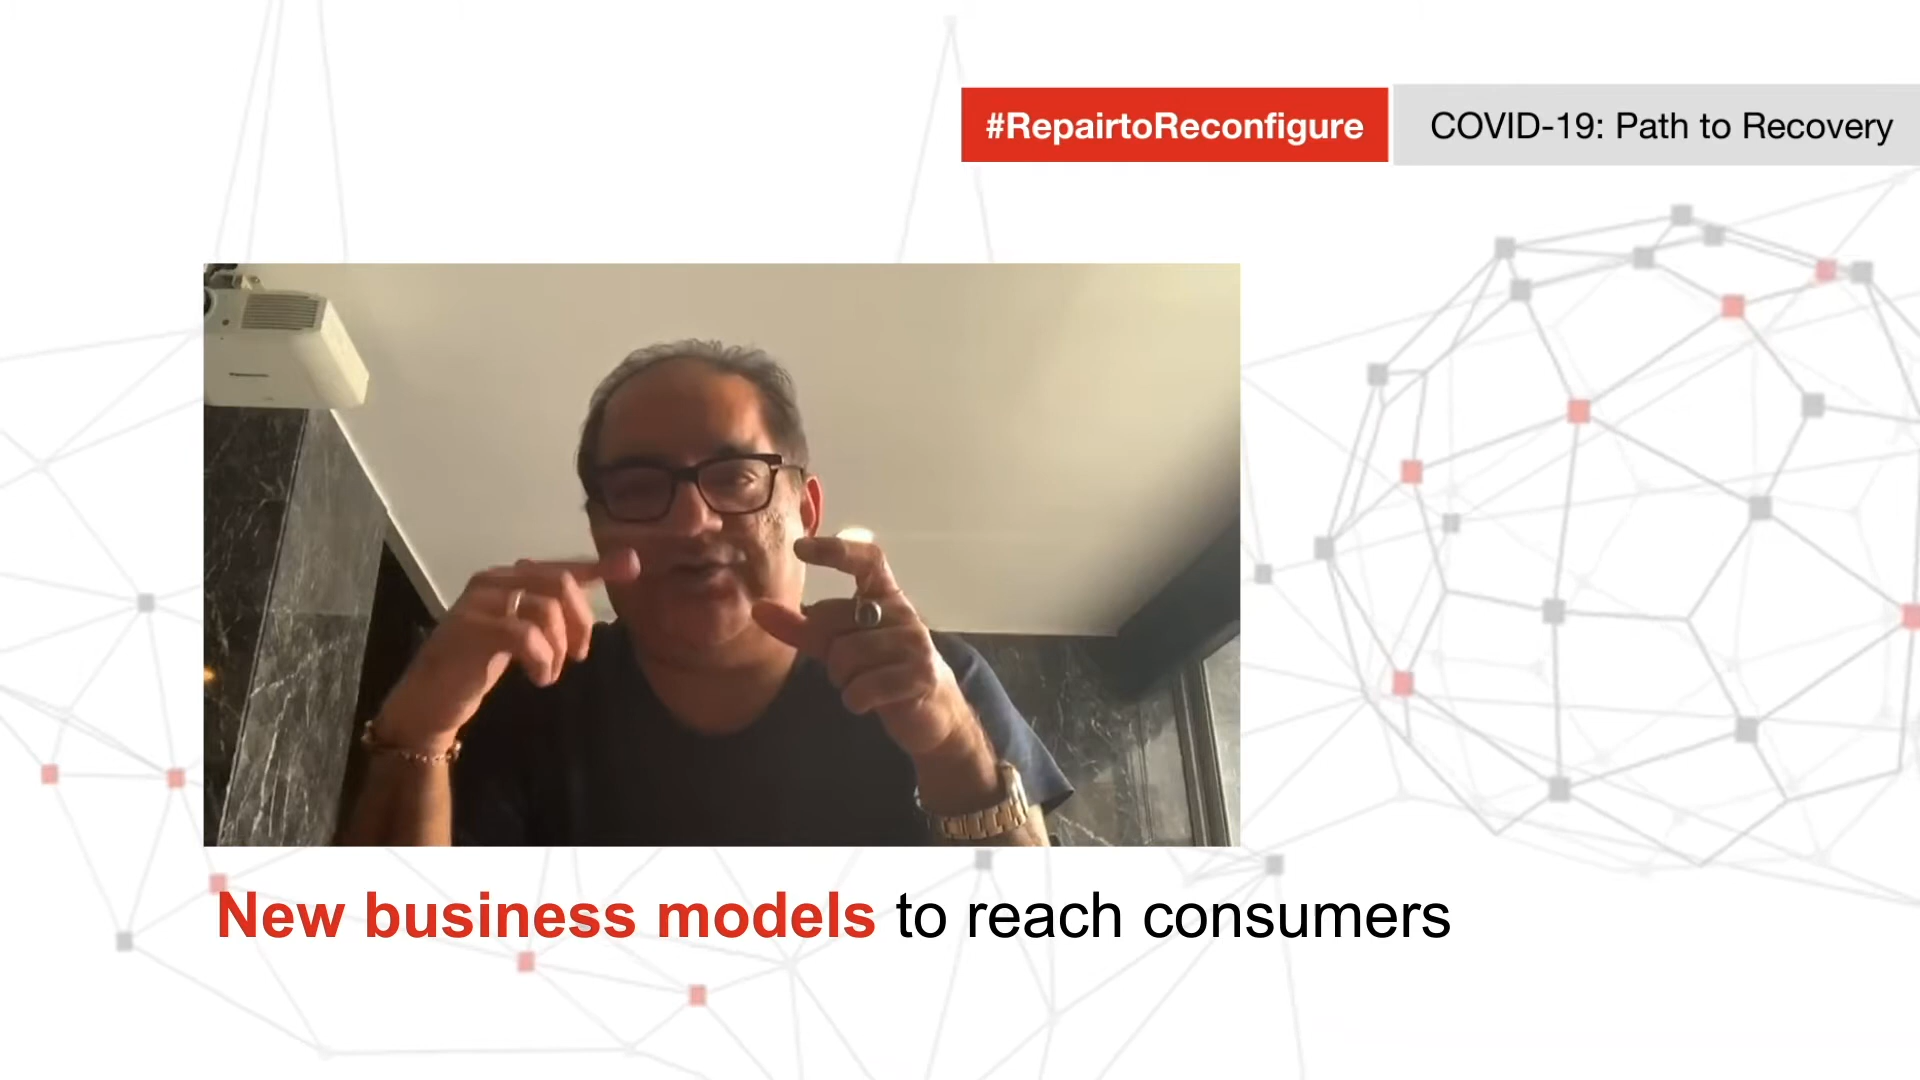 #RepairtoReconfigure
COVID-19: Path to Recovery
New business models to reach consumers